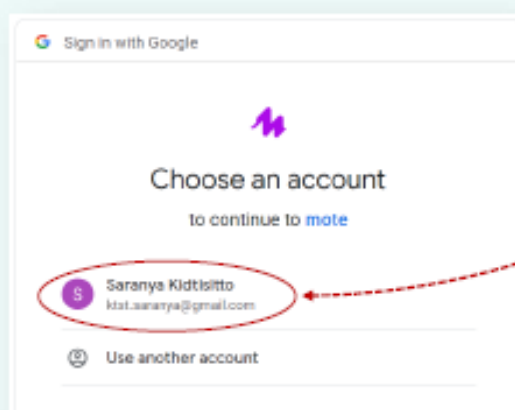 Sign in with Google
Choose an account
to continue to mote
S
Saranya Kidtisitto
ktst.saranya@gmail.com
Use another account